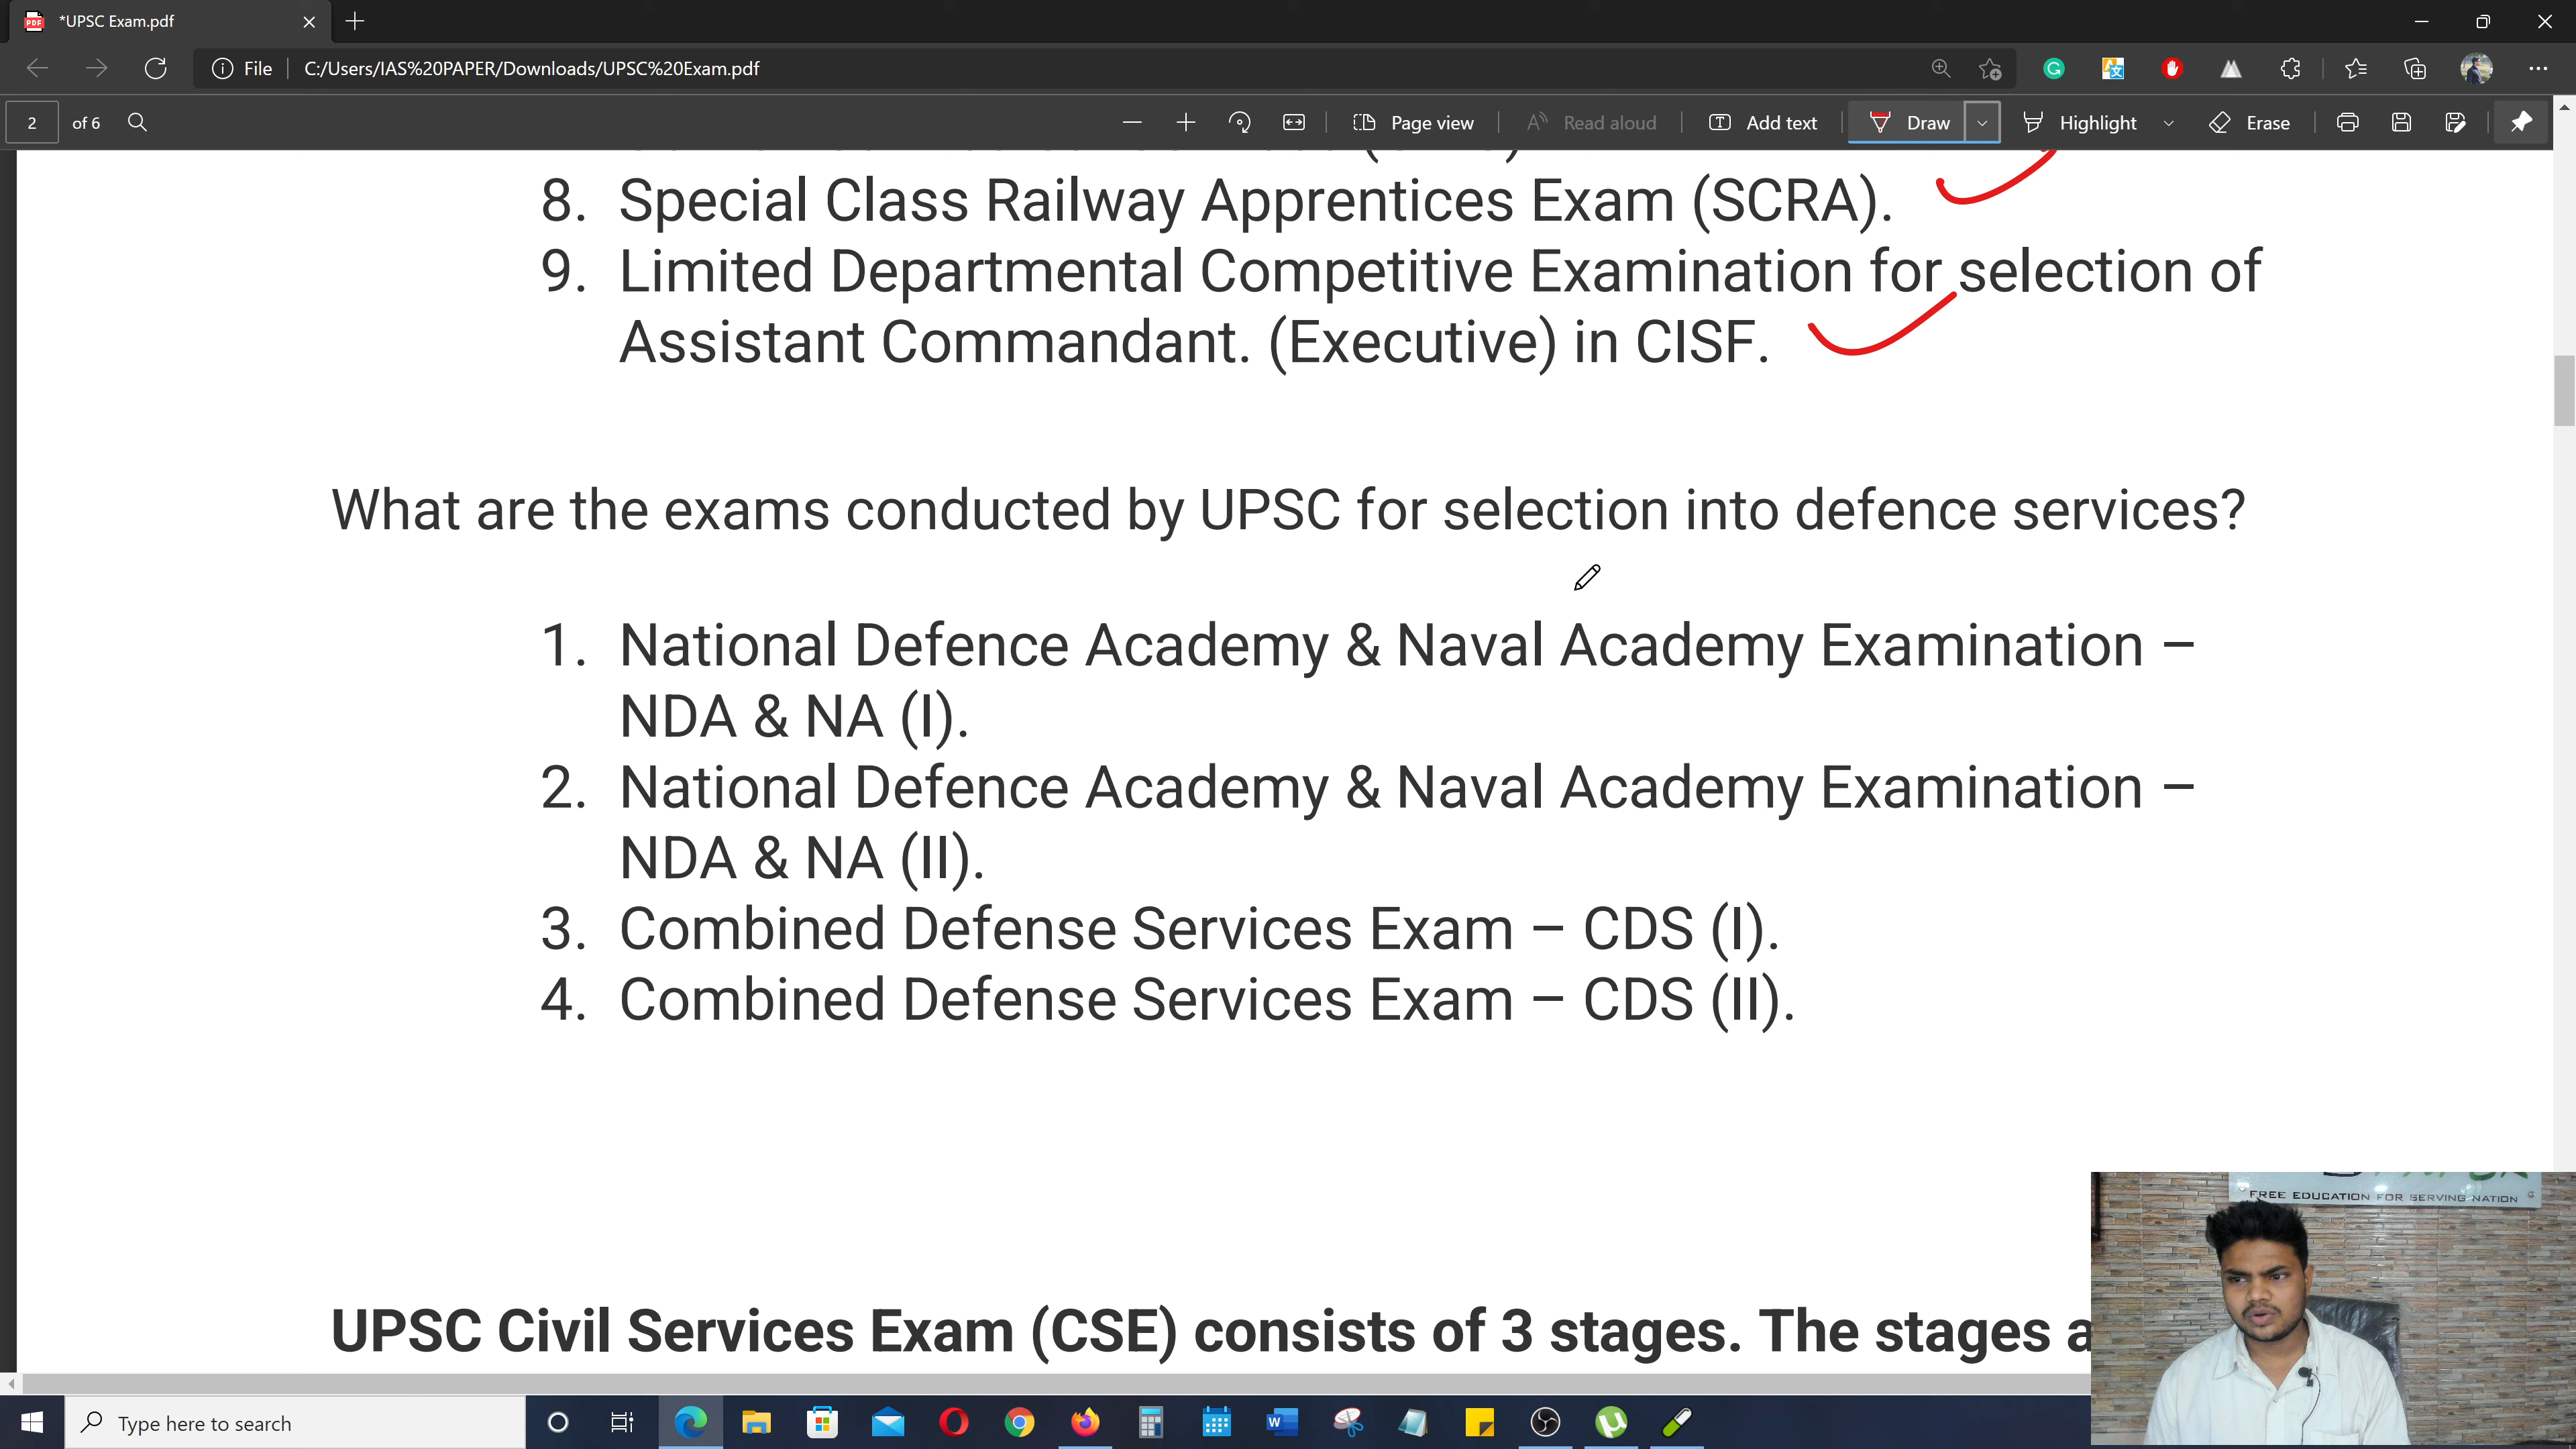 *UPSC Exam.pdf
File
C:/Users/IAS%20PAPER/Downloads/UPSC%20Exam.pdf
2 of 6
Page view
Read aloud
Add text
Draw
Highlight
Erase
8. Special Class Railway Apprentices Exam (SCRA).
9. Limited Departmental Competitive Examination for selection of
Assistant Commandant. (Executive) in CISF.
What are the exams conducted by UPSC for selection into defence services?
1. National Defence Academy & Naval Academy Examination –
NDA & NA (I).
2. National Defence Academy & Naval Academy Examination –
NDA & NA (II).
3. Combined Defense Services Exam – CDS (I).
4. Combined Defense Services Exam – CDS (II).
UPSC Civil Services Exam (CSE) consists of 3 stages. The stages a
FREE EDUCATION FOR SERVING NATION
Type here to search